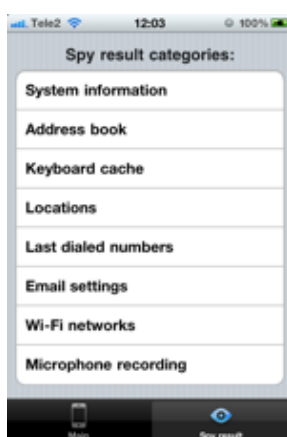 Tele2 12:03 100%
Spy result categories:
System information
Address book
Keyboard cache
Locations
Last dialed numbers
Email settings
Wi-Fi networks
Microphone recording
Main Spy result